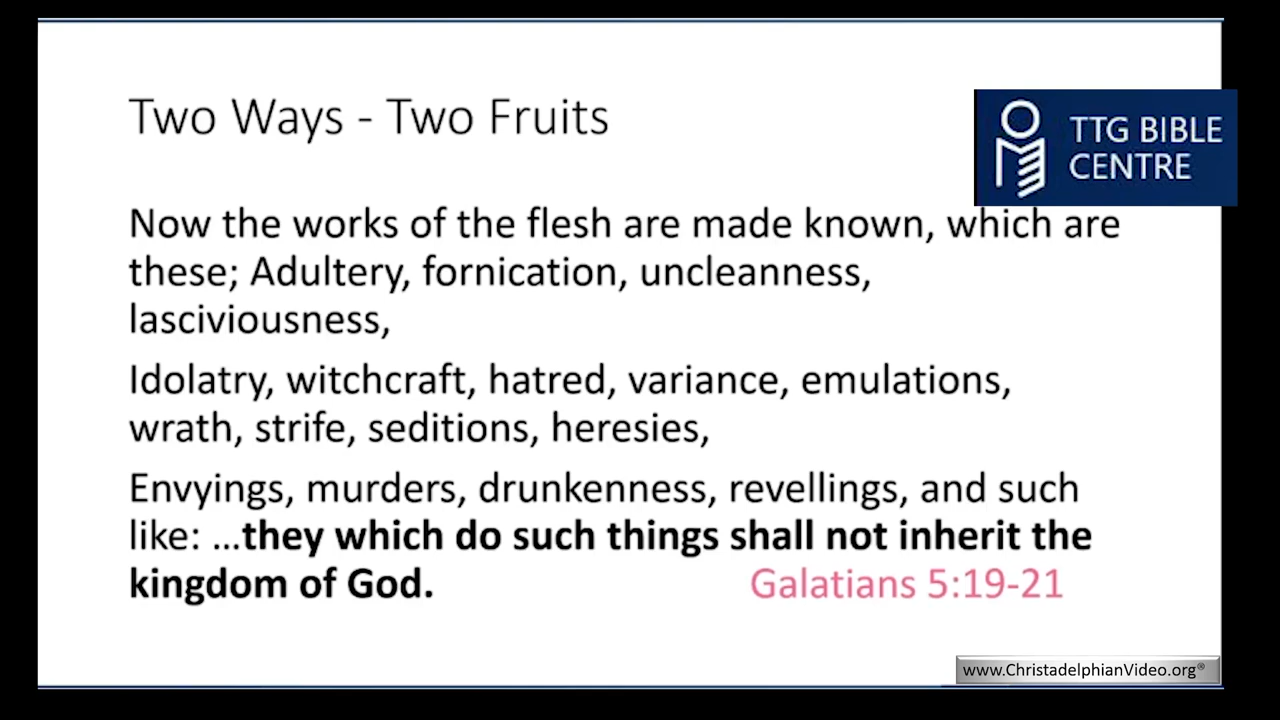 Two Ways - Two Fruits
TTG BIBLE
CENTRE
Now the works of the flesh are made known, which are
these; Adultery, fornication, uncleanness,
lasciviousness,
Idolatry, witchcraft, hatred, variance, emulations,
wrath, strife, seditions, heresies,
Envyings, murders, drunkenness, revellings, and such
like: ...they which do such things shall not inherit the
kingdom of God. Galatians 5:19-21
www.ChristadelphianVideo.org®